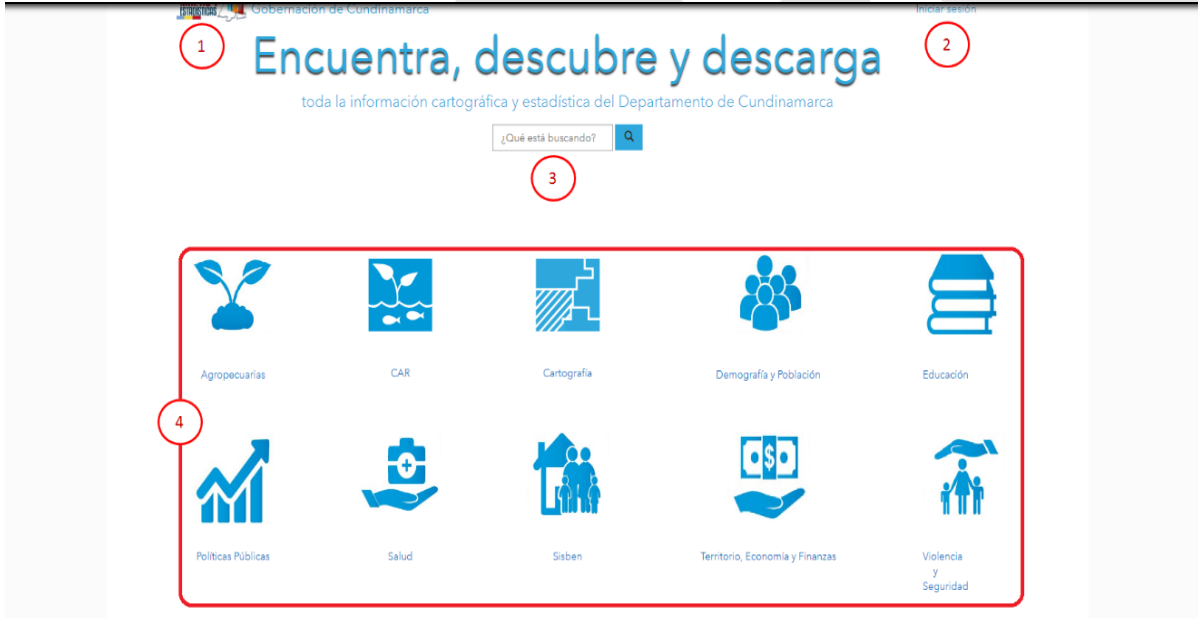 ESTADISTICAS Gobernación de Cundinamarca Iniciar sesión
1 2
Encuentra, descubre y descarga
toda la información cartográfica y estadística del Departamento de Cundinamarca
¿Qué está buscando?
3
Agropecuarias CAR Cartografía Demografía y Población Educación
4
Políticas Públicas Salud Sisben Territorio, Economía y Finanzas Violencia
y
Seguridad